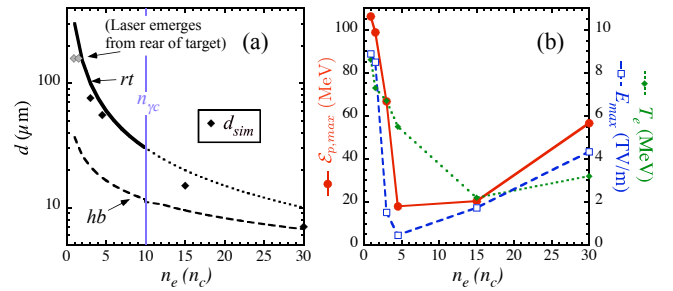 (Laser emerges
from rear of target)
(a)
rt
n_γc
d_sim
hb
100
10
d (μm)
0 5 10 15 20 25 30
n_e (n_c)
(b)
100
80
60
40
20
0
ℰ_p,max (MeV)
10
8
6
4
2
0
E_max (TV/m)
T_e (MeV)
0 5 10 15 20 25 30
n_e (n_c)